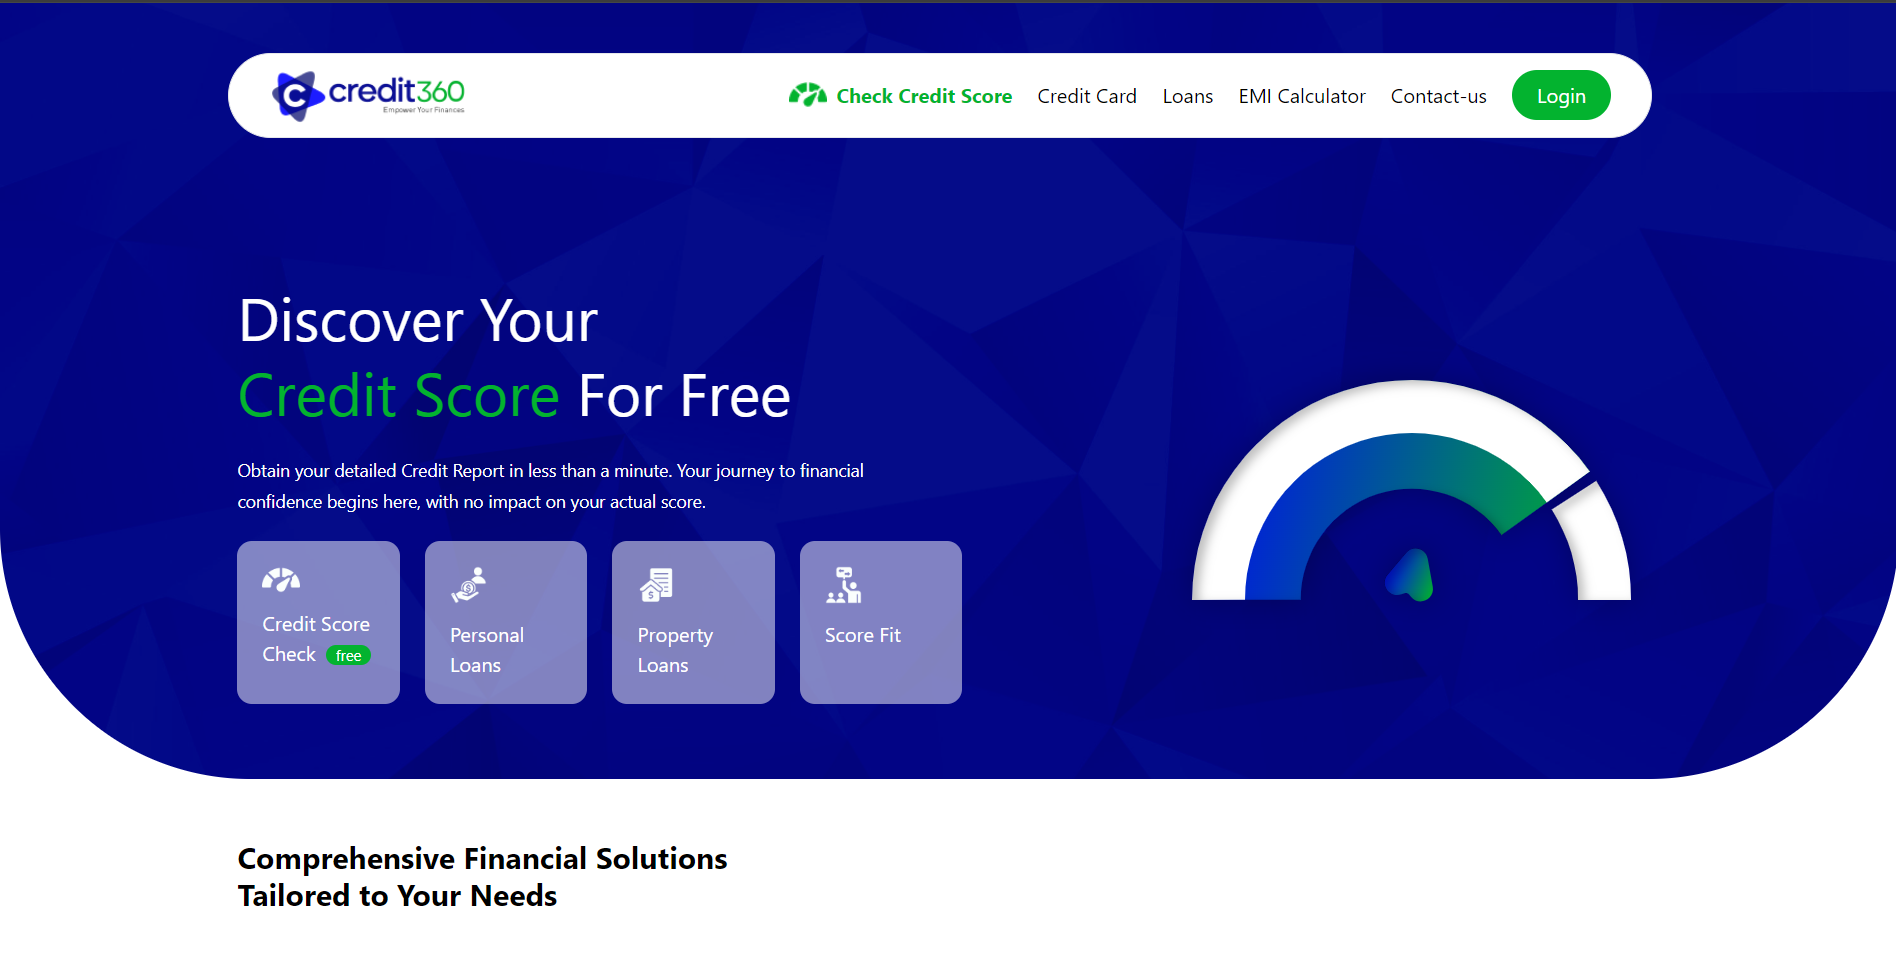 credit360
Empower Your Finances
Check Credit Score
Credit Card
Loans
EMI Calculator
Contact-us
Login
Discover Your
Credit Score For Free
Obtain your detailed Credit Report in less than a minute. Your journey to financial
confidence begins here, with no impact on your actual score.
Credit Score
Check free
Personal
Loans
Property
Loans
Score Fit
Comprehensive Financial Solutions
Tailored to Your Needs